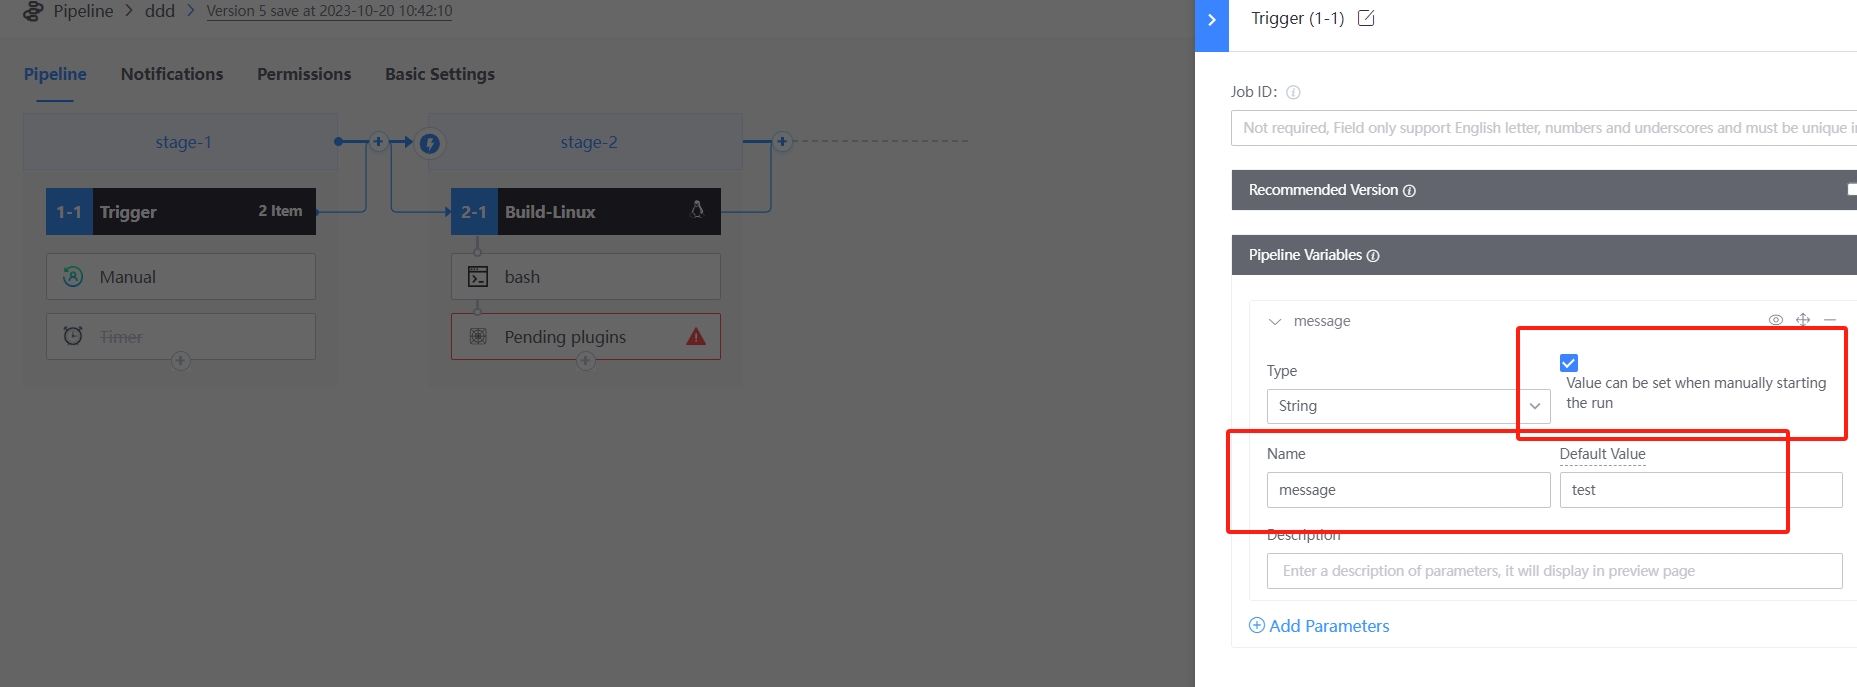 Pipeline > ddd > Version 5 save at 2023-10-20 10:42:10
Pipeline Notifications Permissions Basic Settings
stage-1
stage-2
1-1 Trigger 2 Item
Manual
Timer
2-1 Build-Linux
bash
Pending plugins
Trigger (1-1)
Job ID:
Not required, Field only support English letter, numbers and underscores and must be unique
Recommended Version
Pipeline Variables
message
Type
String
Value can be set when manually starting
the run
Name
message
Default Value
test
Description
Enter a description of parameters, it will display in preview page
Add Parameters